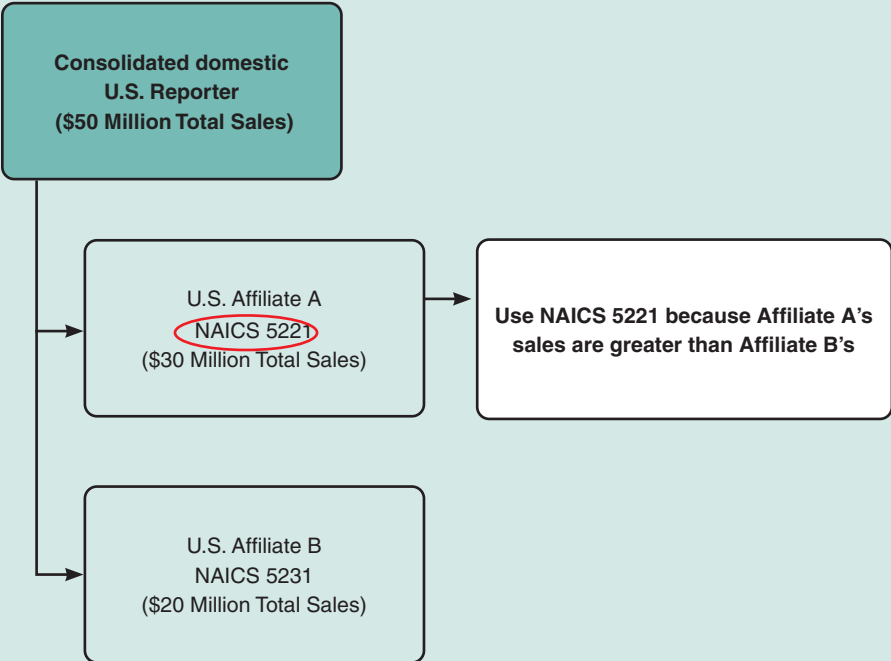 Consolidated domestic
U.S. Reporter
($50 Million Total Sales)
U.S. Affiliate A
NAICS 5221
($30 Million Total Sales)
Use NAICS 5221 because Affiliate A’s
sales are greater than Affiliate B’s
U.S. Affiliate B
NAICS 5231
($20 Million Total Sales)